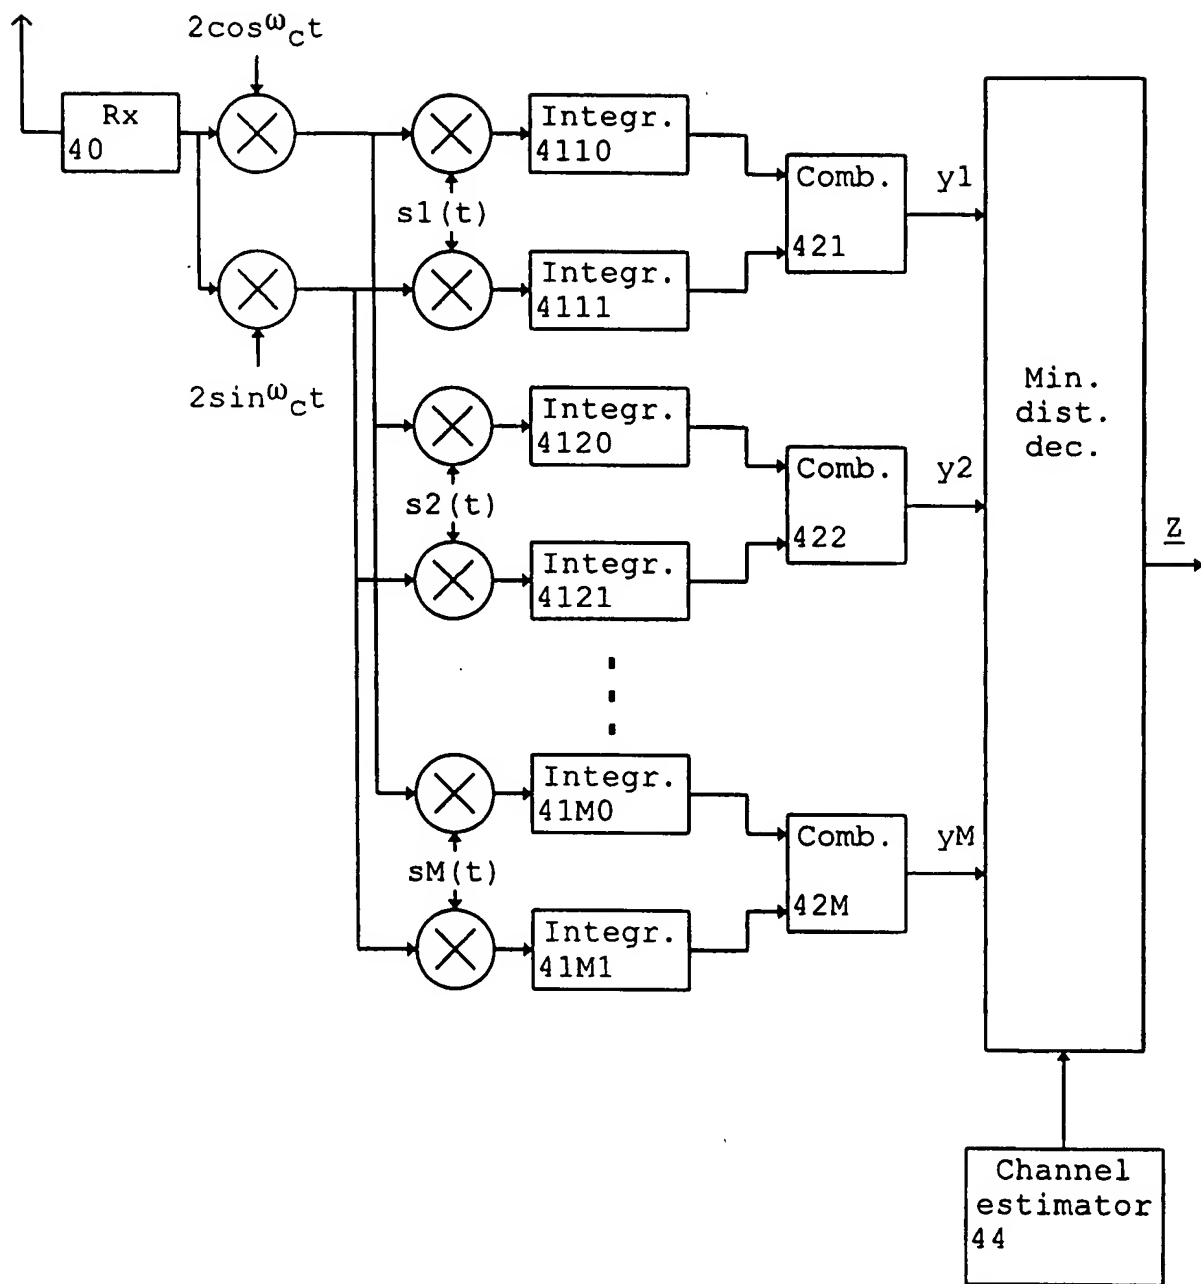 2cosωct
Rx
40
Integr.
4110
Comb.
421
y1
s1(t)
Integr.
4111
2sinωct
Integr.
4120
Comb.
422
y2
s2(t)
Integr.
4121
Min.
dist.
dec.
Z
Integr.
41M0
Comb.
42M
yM
sM(t)
Integr.
41M1
Channel
estimator
44